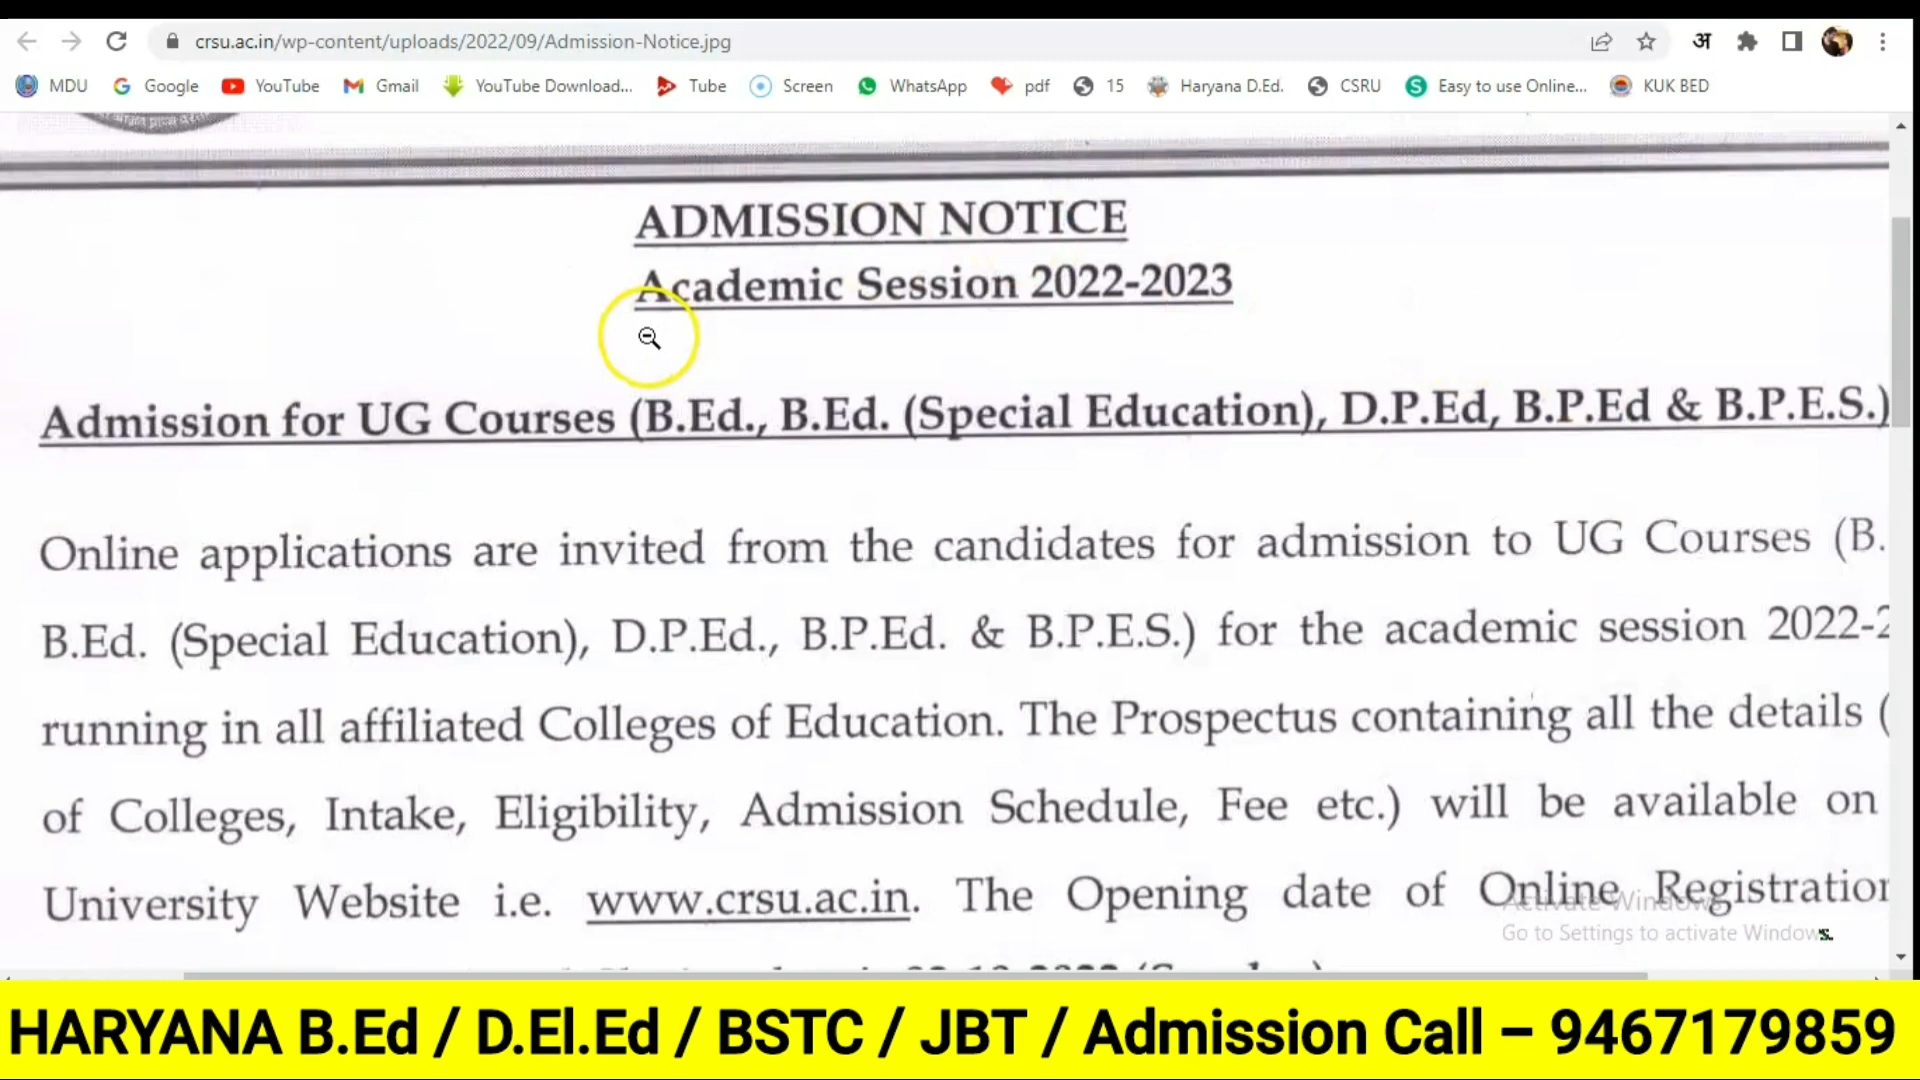 crsu.ac.in/wp-content/uploads/2022/09/Admission-Notice.jpg
अ
MDU Google YouTube Gmail YouTube Download... Tube Screen WhatsApp pdf 15 Haryana D.Ed. CSRU Easy to use Online... KUK BED
ADMISSION NOTICE
Academic Session 2022-2023
Admission for UG Courses (B.Ed., B.Ed. (Special Education), D.P.Ed, B.P.Ed & B.P.E.S.)
Online applications are invited from the candidates for admission to UG Courses (B.
B.Ed. (Special Education), D.P.Ed., B.P.Ed. & B.P.E.S.) for the academic session 2022-2
running in all affiliated Colleges of Education. The Prospectus containing all the details (
of Colleges, Intake, Eligibility, Admission Schedule, Fee etc.) will be available on
University Website i.e. www.crsu.ac.in. The Opening date of Online Registration
Activate Windows
Go to Settings to activate Windows.
HARYANA B.Ed / D.El.Ed / BSTC / JBT / Admission Call – 9467179859